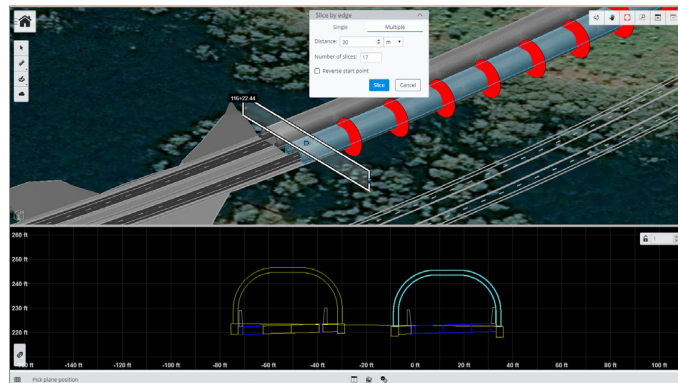 Slice by edge
Single Multiple
Distance: 20 m
Number of slices: 17
Reverse start point
Slice Cancel
116+22.44
260 ft
1
250 ft
240 ft
230 ft
220 ft
-140 ft -120 ft -100 ft -80 ft -60 ft -40 ft -20 ft 0 ft 20 ft 40 ft 60 ft 80 ft 100 ft
Pick plane position